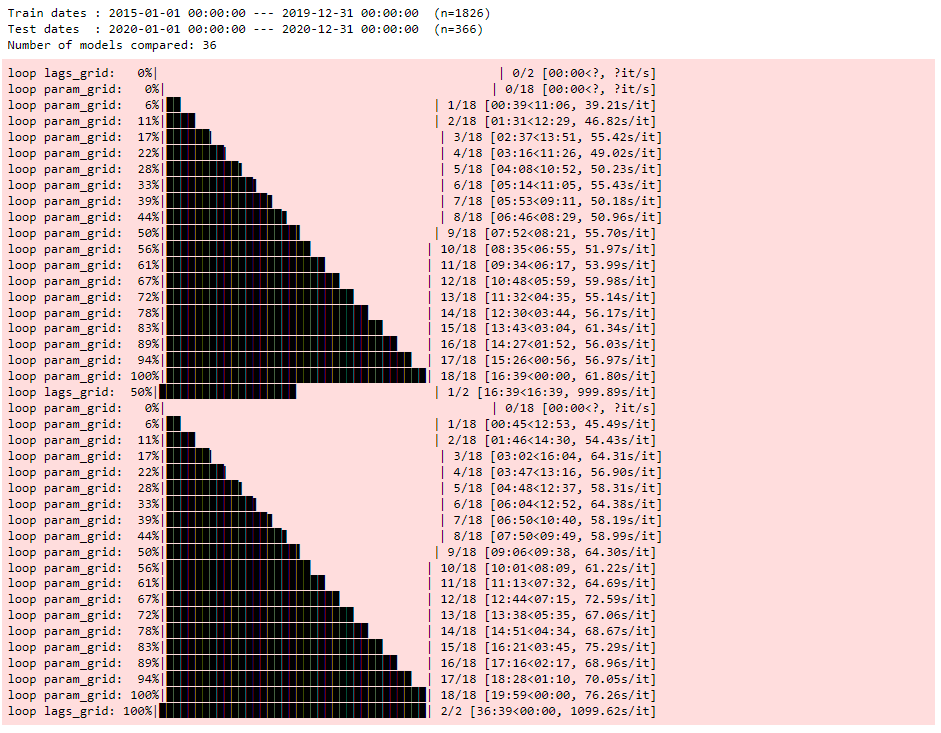 Train dates : 2015-01-01 00:00:00 --- 2019-12-31 00:00:00  (n=1826)
Test dates  : 2020-01-01 00:00:00 --- 2020-12-31 00:00:00  (n=366)
Number of models compared: 36
loop lags_grid:   0%| | 0/2 [00:00<?, ?it/s]
loop param_grid:   0%| | 0/18 [00:00<?, ?it/s]
loop param_grid:   6%| | 1/18 [00:39<11:06, 39.21s/it]
loop param_grid:  11%| | 2/18 [01:31<12:29, 46.82s/it]
loop param_grid:  17%| | 3/18 [02:37<13:51, 55.42s/it]
loop param_grid:  22%| | 4/18 [03:16<11:26, 49.02s/it]
loop param_grid:  28%| | 5/18 [04:08<10:52, 50.23s/it]
loop param_grid:  33%| | 6/18 [05:14<11:05, 55.43s/it]
loop param_grid:  39%| | 7/18 [05:53<09:11, 50.18s/it]
loop param_grid:  44%| | 8/18 [06:46<08:29, 50.96s/it]
loop param_grid:  50%| | 9/18 [07:52<08:21, 55.70s/it]
loop param_grid:  56%| | 10/18 [08:35<06:55, 51.97s/it]
loop param_grid:  61%| | 11/18 [09:34<06:17, 53.99s/it]
loop param_grid:  67%| | 12/18 [10:48<05:59, 59.98s/it]
loop param_grid:  72%| | 13/18 [11:32<04:35, 55.14s/it]
loop param_grid:  78%| | 14/18 [12:30<03:44, 56.17s/it]
loop param_grid:  83%| | 15/18 [13:43<03:04, 61.34s/it]
loop param_grid:  89%| | 16/18 [14:27<01:52, 56.03s/it]
loop param_grid:  94%| | 17/18 [15:26<00:56, 56.97s/it]
loop param_grid: 100%| | 18/18 [16:39<00:00, 61.80s/it]
loop lags_grid:  50%| | 1/2 [16:39<16:39, 999.89s/it]
loop param_grid:   0%| | 0/18 [00:00<?, ?it/s]
loop param_grid:   6%| | 1/18 [00:45<12:53, 45.49s/it]
loop param_grid:  11%| | 2/18 [01:46<14:30, 54.43s/it]
loop param_grid:  17%| | 3/18 [03:02<16:04, 64.31s/it]
loop param_grid:  22%| | 4/18 [03:47<13:16, 56.90s/it]
loop param_grid:  28%| | 5/18 [04:48<12:37, 58.31s/it]
loop param_grid:  33%| | 6/18 [06:04<12:52, 64.38s/it]
loop param_grid:  39%| | 7/18 [06:50<10:40, 58.19s/it]
loop param_grid:  44%| | 8/18 [07:50<09:49, 58.99s/it]
loop param_grid:  50%| | 9/18 [09:06<09:38, 64.30s/it]
loop param_grid:  56%| | 10/18 [10:01<08:09, 61.22s/it]
loop param_grid:  61%| | 11/18 [11:13<07:32, 64.69s/it]
loop param_grid:  67%| | 12/18 [12:44<07:15, 72.59s/it]
loop param_grid:  72%| | 13/18 [13:38<05:35, 67.06s/it]
loop param_grid:  78%| | 14/18 [14:51<04:34, 68.67s/it]
loop param_grid:  83%| | 15/18 [16:21<03:45, 75.29s/it]
loop param_grid:  89%| | 16/18 [17:16<02:17, 68.96s/it]
loop param_grid:  94%| | 17/18 [18:28<01:10, 70.05s/it]
loop param_grid: 100%| | 18/18 [19:59<00:00, 76.26s/it]
loop lags_grid: 100%| | 2/2 [36:39<00:00, 1099.62s/it]